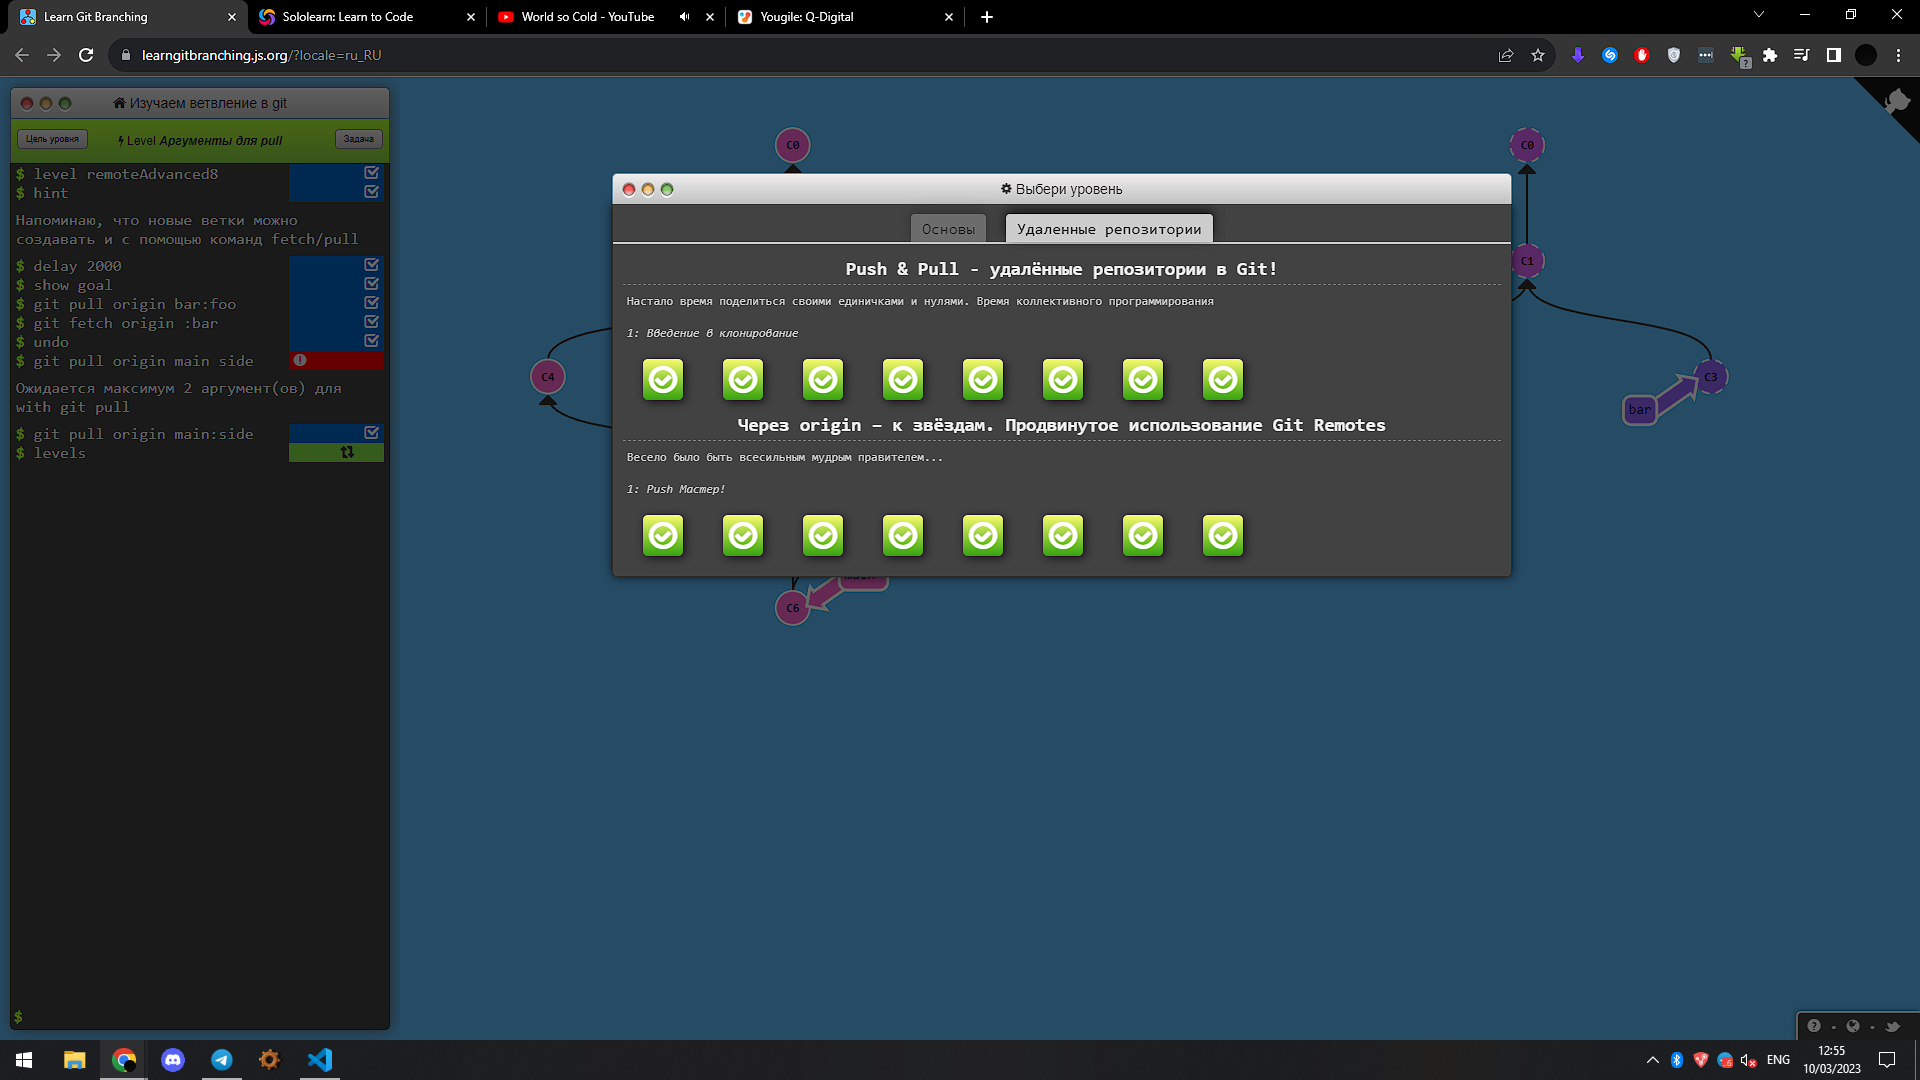 Learn Git Branching
Sololearn: Learn to Code
World so Cold - YouTube
Yougile: Q-Digital
learngitbranching.js.org/?locale=ru_RU
Изучаем ветвление в git
Цель уровня
Level Аргументы для pull
Задача
$ level remoteAdvanced8
$ hint
Напоминаю, что новые ветки можно
создавать и с помощью команд fetch/pull
$ delay 2000
$ show goal
$ git pull origin bar:foo
$ git fetch origin :bar
$ undo
$ git pull origin main side
Ожидается максимум 2 аргумент(ов) для
with git pull
$ git pull origin main:side
$ levels
$
C0
C4
C6
C0
C1
C3
bar
Выбери уровень
Основы
Удаленные репозитории
Push & Pull - удалённые репозитории в Git!
Настало время поделиться своими единичками и нулями. Время коллективного программирования
1: Введение в клонирование
Через origin – к звёздам. Продвинутое использование Git Remotes
Весело было быть всесильным мудрым правителем...
1: Push Мастер!
ENG
12:55
10/03/2023